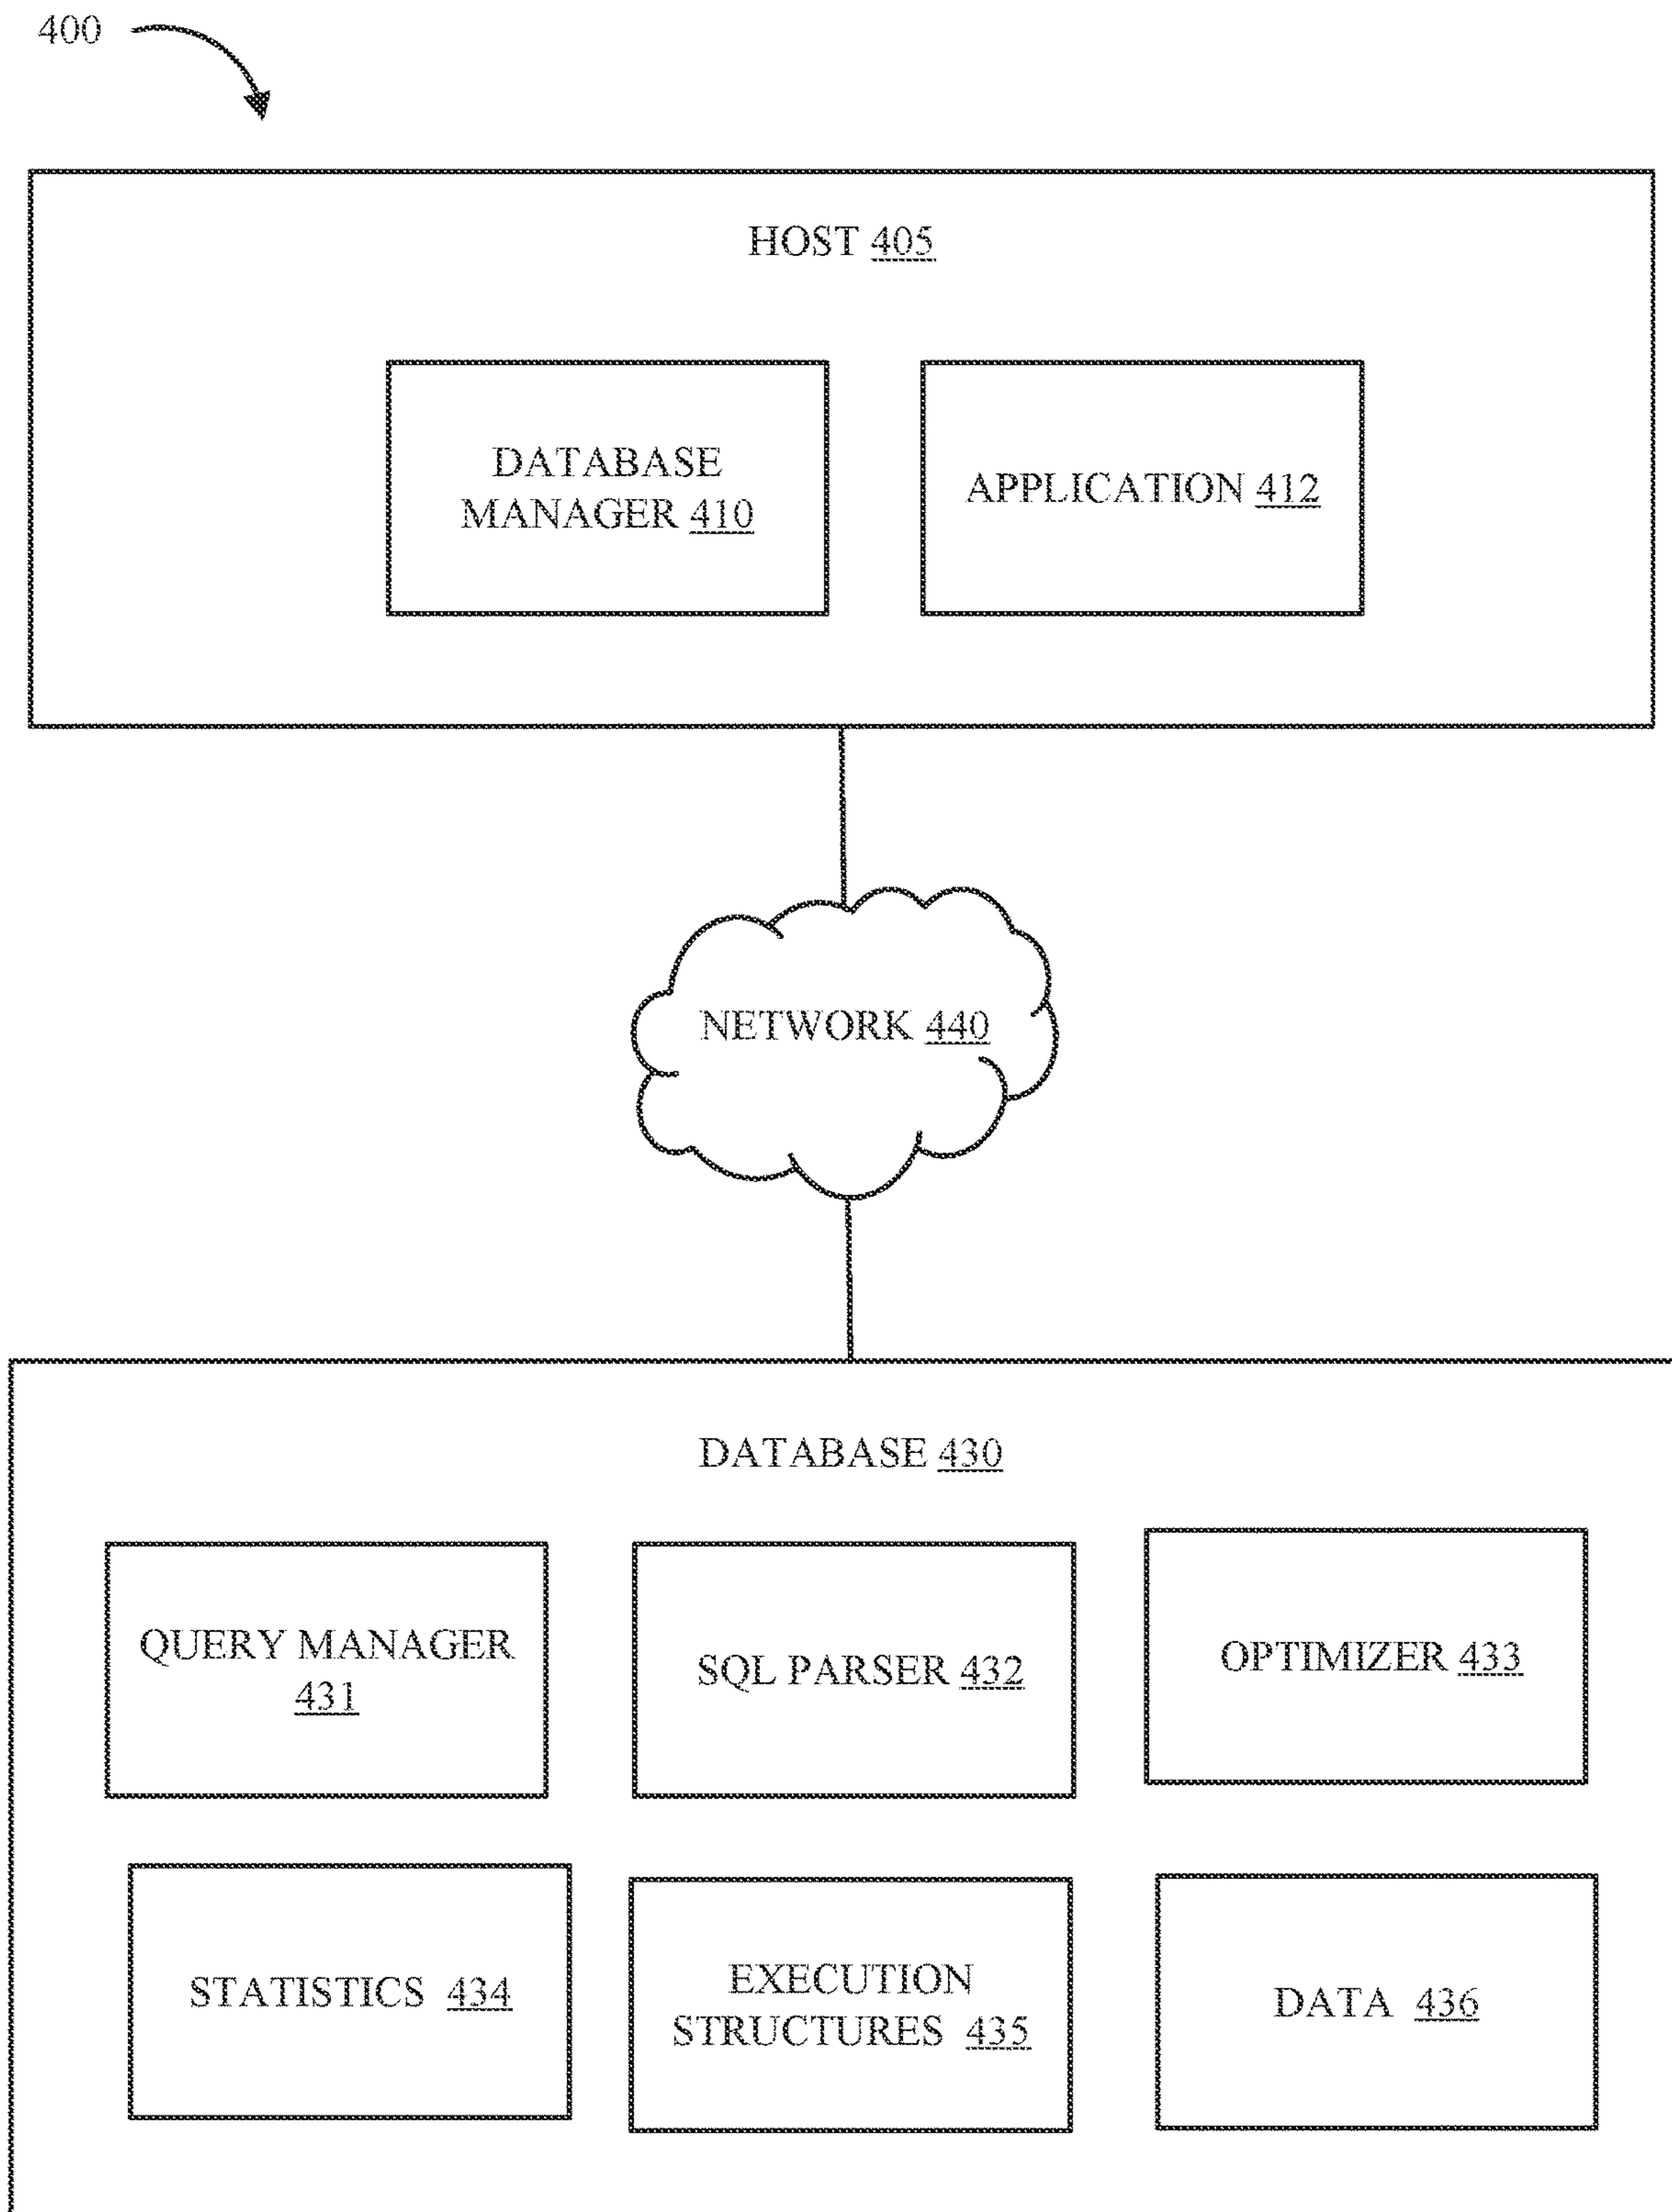 400
HOST 405
DATABASE
MANAGER 410
APPLICATION 412
NETWORK 440
DATABASE 430
QUERY MANAGER
431
SQL PARSER 432
OPTIMIZER 433
STATISTICS 434
EXECUTION
STRUCTURES 435
DATA 436